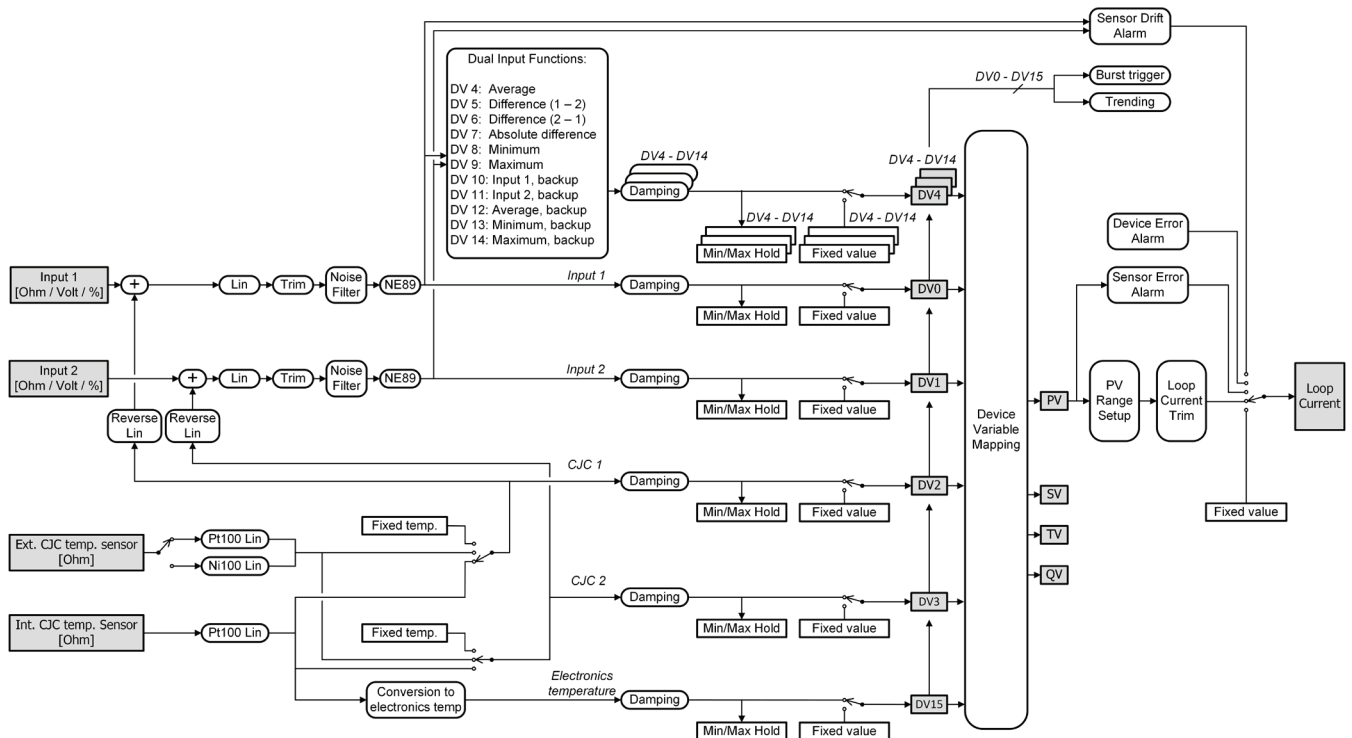 Sensor Drift
Alarm
Dual Input Functions:
DV 4: Average
DV 5: Difference (1 – 2)
DV 6: Difference (2 – 1)
DV 7: Absolute difference
DV 8: Minimum
DV 9: Maximum
DV 10: Input 1, backup
DV 11: Input 2, backup
DV 12: Average, backup
DV 13: Minimum, backup
DV 14: Maximum, backup
DV0 - DV15
Burst trigger
Trending
DV4 - DV14
Damping
DV4 - DV14
Min/Max Hold
DV4 - DV14
Fixed value
DV4 - DV14
DV4
Device Error
Alarm
Sensor Error
Alarm
Input 1
[Ohm / Volt / %]
+
Lin
Trim
Noise
Filter
NE89
Input 1
Damping
Min/Max Hold
Fixed value
DV0
Input 2
[Ohm / Volt / %]
+
Lin
Trim
Noise
Filter
NE89
Input 2
Damping
Min/Max Hold
Fixed value
DV1
Reverse
Lin
Reverse
Lin
Device
Variable
Mapping
PV
PV
Range
Setup
Loop
Current
Trim
Loop
Current
CJC 1
Damping
Min/Max Hold
Fixed value
DV2
SV
TV
QV
Fixed value
Ext. CJC temp. sensor
[Ohm]
Pt100 Lin
Ni100 Lin
Fixed temp.
CJC 2
Damping
Min/Max Hold
Fixed value
DV3
Int. CJC temp. Sensor
[Ohm]
Pt100 Lin
Fixed temp.
Conversion to
electronics temp
Electronics
temperature
Damping
Min/Max Hold
Fixed value
DV15